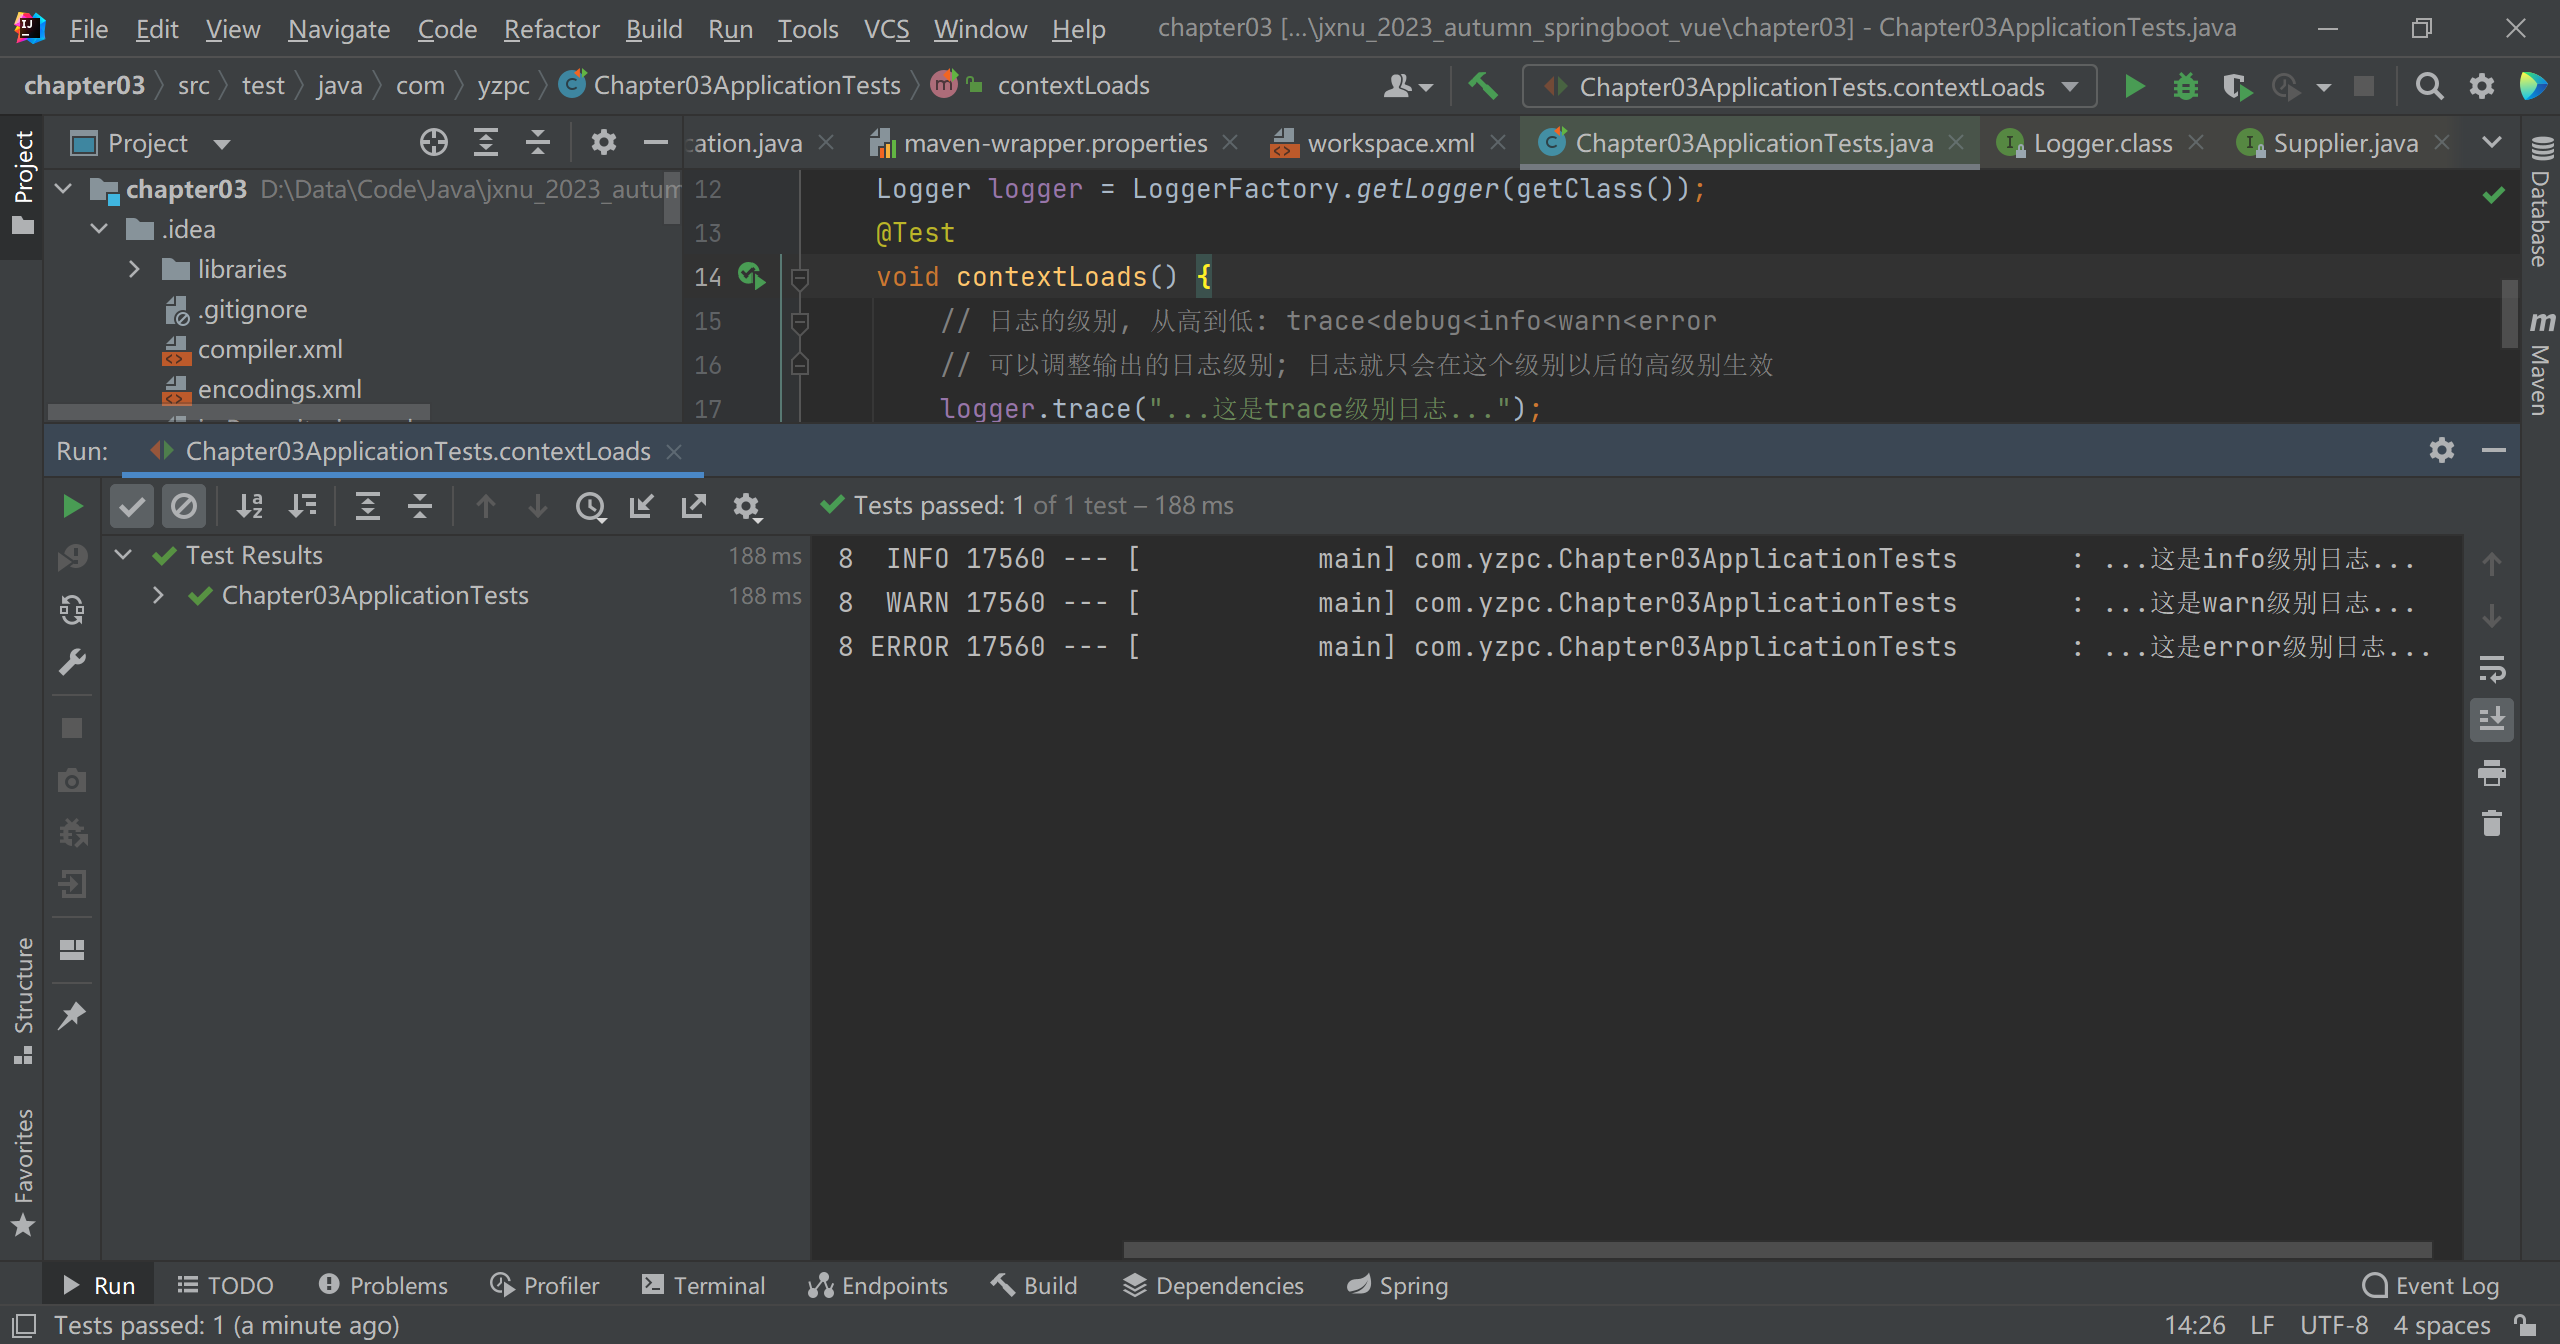 File Edit View Navigate Code Refactor Build Run Tools VCS Window Help chapter03 [...\jxnu_2023_autumn_springboot_vue\chapter03] - Chapter03ApplicationTests.java
chapter03 src test java com yzpc Chapter03ApplicationTests contextLoads Chapter03ApplicationTests.contextLoads
Project
Project
cation.java maven-wrapper.properties workspace.xml Chapter03ApplicationTests.java Logger.class Supplier.java
chapter03 D:\Data\Code\Java\jxnu_2023_autum
.idea
libraries
.gitignore
compiler.xml
encodings.xml
12 Logger logger = LoggerFactory.getLogger(getClass());
13 @Test
14 void contextLoads() {
15 // 日志的级别, 从高到低: trace<debug<info<warn<error
16 // 可以调整输出的日志级别; 日志就只会在这个级别以后的高级别生效
17 logger.trace("...这是trace级别日志...");
Database
Maven
Run: Chapter03ApplicationTests.contextLoads
Tests passed: 1 of 1 test – 188 ms
Test Results 188 ms
Chapter03ApplicationTests 188 ms
8 INFO 17560 --- [ main] com.yzpc.Chapter03ApplicationTests : ...这是info级别日志...
8 WARN 17560 --- [ main] com.yzpc.Chapter03ApplicationTests : ...这是warn级别日志...
8 ERROR 17560 --- [ main] com.yzpc.Chapter03ApplicationTests : ...这是error级别日志...
Structure
Favorites
Run TODO Problems Profiler Terminal Endpoints Build Dependencies Spring Event Log
Tests passed: 1 (a minute ago) 14:26 LF UTF-8 4 spaces